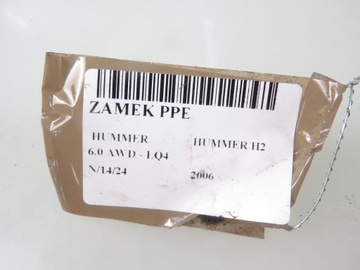 ZAMEK PPE
HUMMER HUMMER H2
6.0 AWD - LQ4
N/14/24 2006